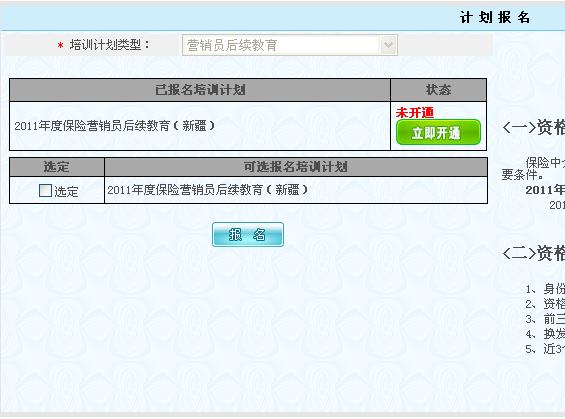 计 划 报 名
* 培训计划类型： 营销员后续教育
已报名培训计划 状态
2011年度保险营销员后续教育（新疆） 未开通
立即开通
选定 可选报名培训计划
选定 2011年度保险营销员后续教育（新疆）
报 名
<一>资格
保险中
要条件。
2011年
201
<二>资格
1、身份
2、资格
3、前三
4、换发
5、近3